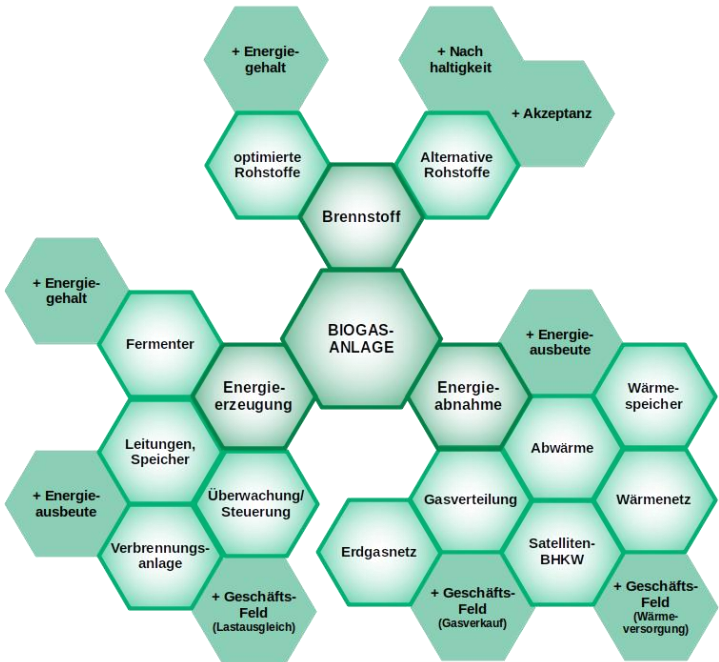 + Energie-
gehalt
+ Nach
haltigkeit
+ Akzeptanz
optimierte
Rohstoffe
Alternative
Rohstoffe
Brennstoff
+ Energie-
gehalt
Fermenter
BIOGAS-
ANLAGE
+ Energie-
ausbeute
Energie-
erzeugung
Energie-
abnahme
Wärme-
speicher
Leitungen,
Speicher
Abwärme
+ Energie-
ausbeute
Überwachung/
Steuerung
Gasverteilung
Wärmenetz
Verbrennungs-
anlage
Erdgasnetz
Satelliten-
BHKW
+ Geschäfts-
Feld
(Lastausgleich)
+ Geschäfts-
Feld
(Gasverkauf)
+ Geschäfts-
Feld
(Wärme-
versorgung)